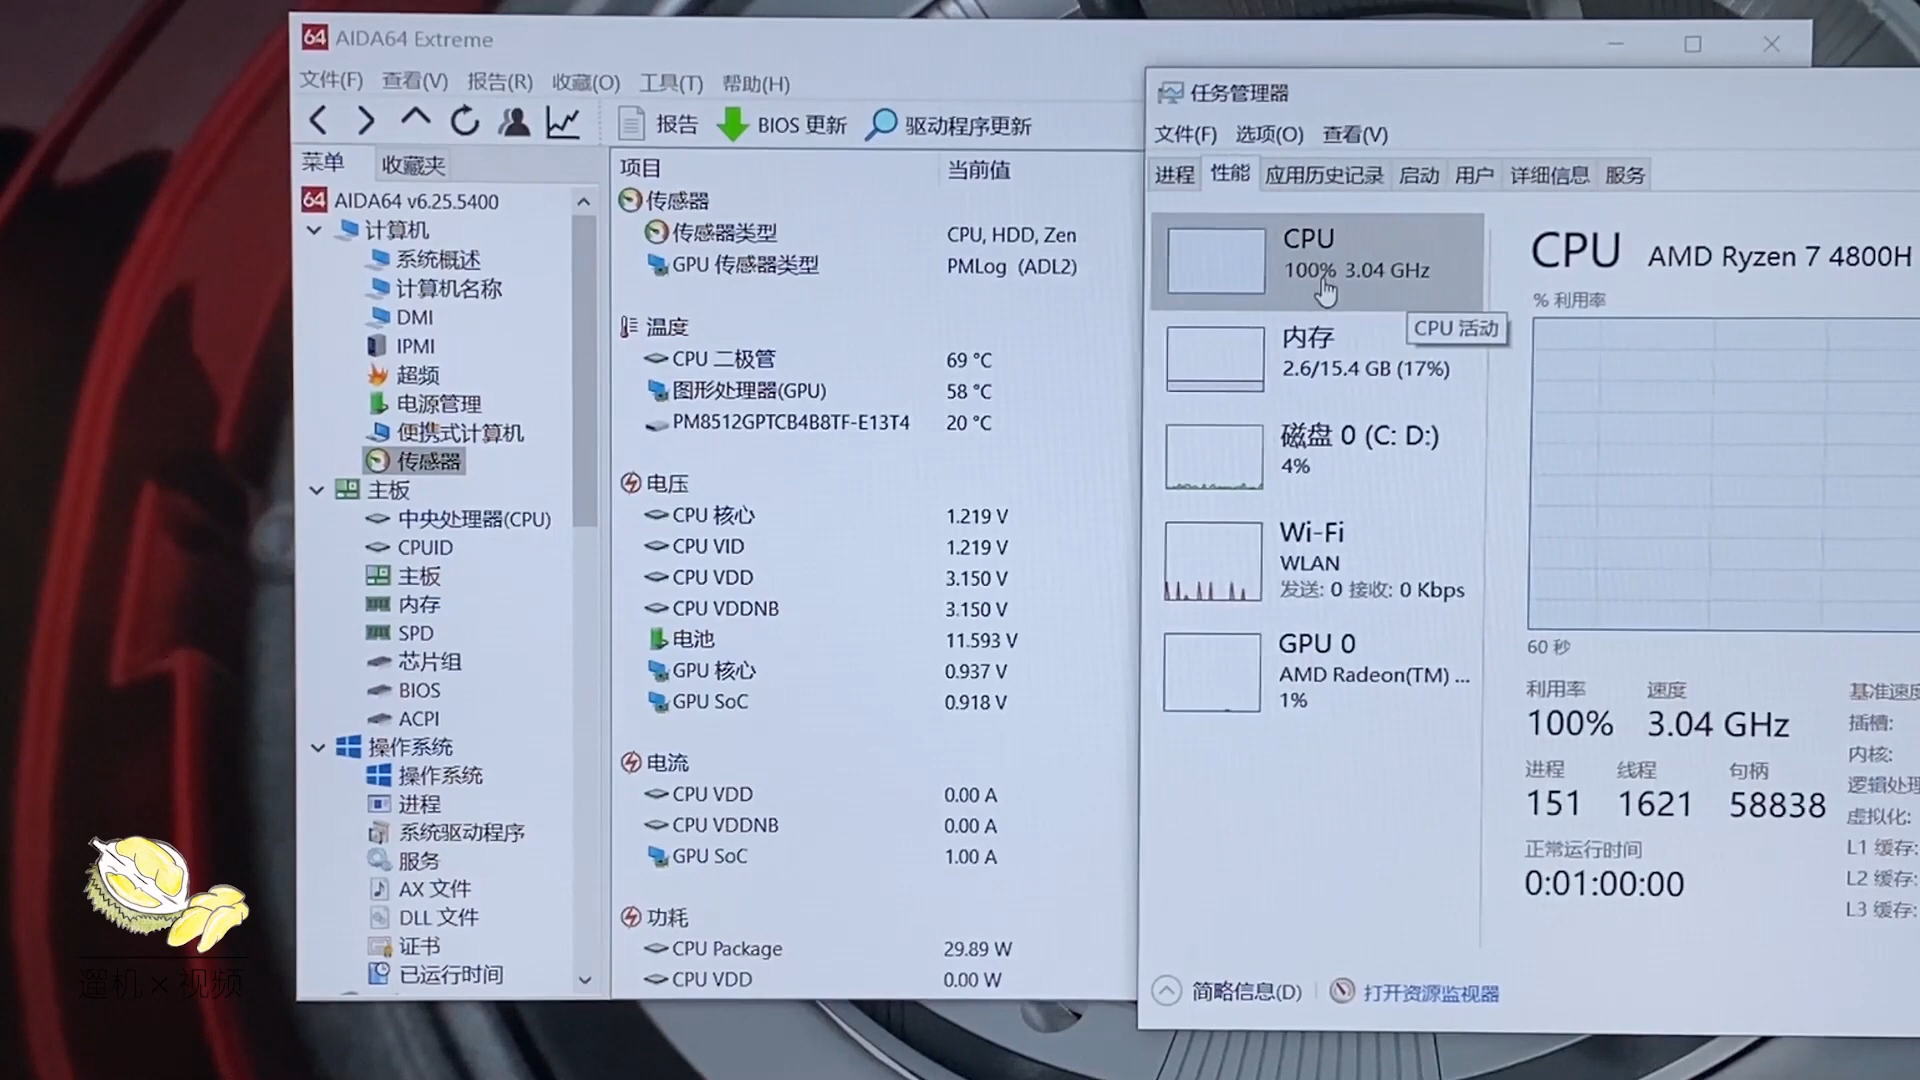 AIDA64 Extreme
文件(F) 查看(V) 报告(R) 收藏(O) 工具(T) 帮助(H)
报告 BIOS 更新 驱动程序更新
菜单 收藏夹
AIDA64 v6.25.5400
计算机
系统概述
计算机名称
DMI
IPMI
超频
电源管理
便携式计算机
传感器
主板
中央处理器(CPU)
CPUID
主板
内存
SPD
芯片组
BIOS
ACPI
操作系统
操作系统
进程
系统驱动程序
服务
AX 文件
DLL 文件
证书
已运行时间
项目 当前值
传感器
传感器类型 CPU, HDD, Zen
GPU 传感器类型 PMLog (ADL2)
温度
CPU 二极管 69 °C
图形处理器(GPU) 58 °C
PM8512GPTCB4B8TF-E13T4 20 °C
电压
CPU 核心 1.219 V
CPU VID 1.219 V
CPU VDD 3.150 V
CPU VDDNB 3.150 V
电池 11.593 V
GPU 核心 0.937 V
GPU SoC 0.918 V
电流
CPU VDD 0.00 A
CPU VDDNB 0.00 A
GPU SoC 1.00 A
功耗
CPU Package 29.89 W
CPU VDD 0.00 W
任务管理器
文件(F) 选项(O) 查看(V)
进程 性能 应用历史记录 启动 用户 详细信息 服务
CPU
100% 3.04 GHz
CPU 活动
内存
2.6/15.4 GB (17%)
磁盘 0 (C: D:)
4%
Wi-Fi
WLAN
发送: 0 接收: 0 Kbps
GPU 0
AMD Radeon(TM) ...
1%
CPU AMD Ryzen 7 4800H
% 利用率
60 秒
利用率 速度 基准速度
100% 3.04 GHz 插槽:
内核:
进程 线程 句柄 逻辑处理
151 1621 58838 虚拟化:
正常运行时间 L1 缓存:
0:01:00:00 L2 缓存:
L3 缓存:
简略信息(D) 打开资源监视器
遛机×视频